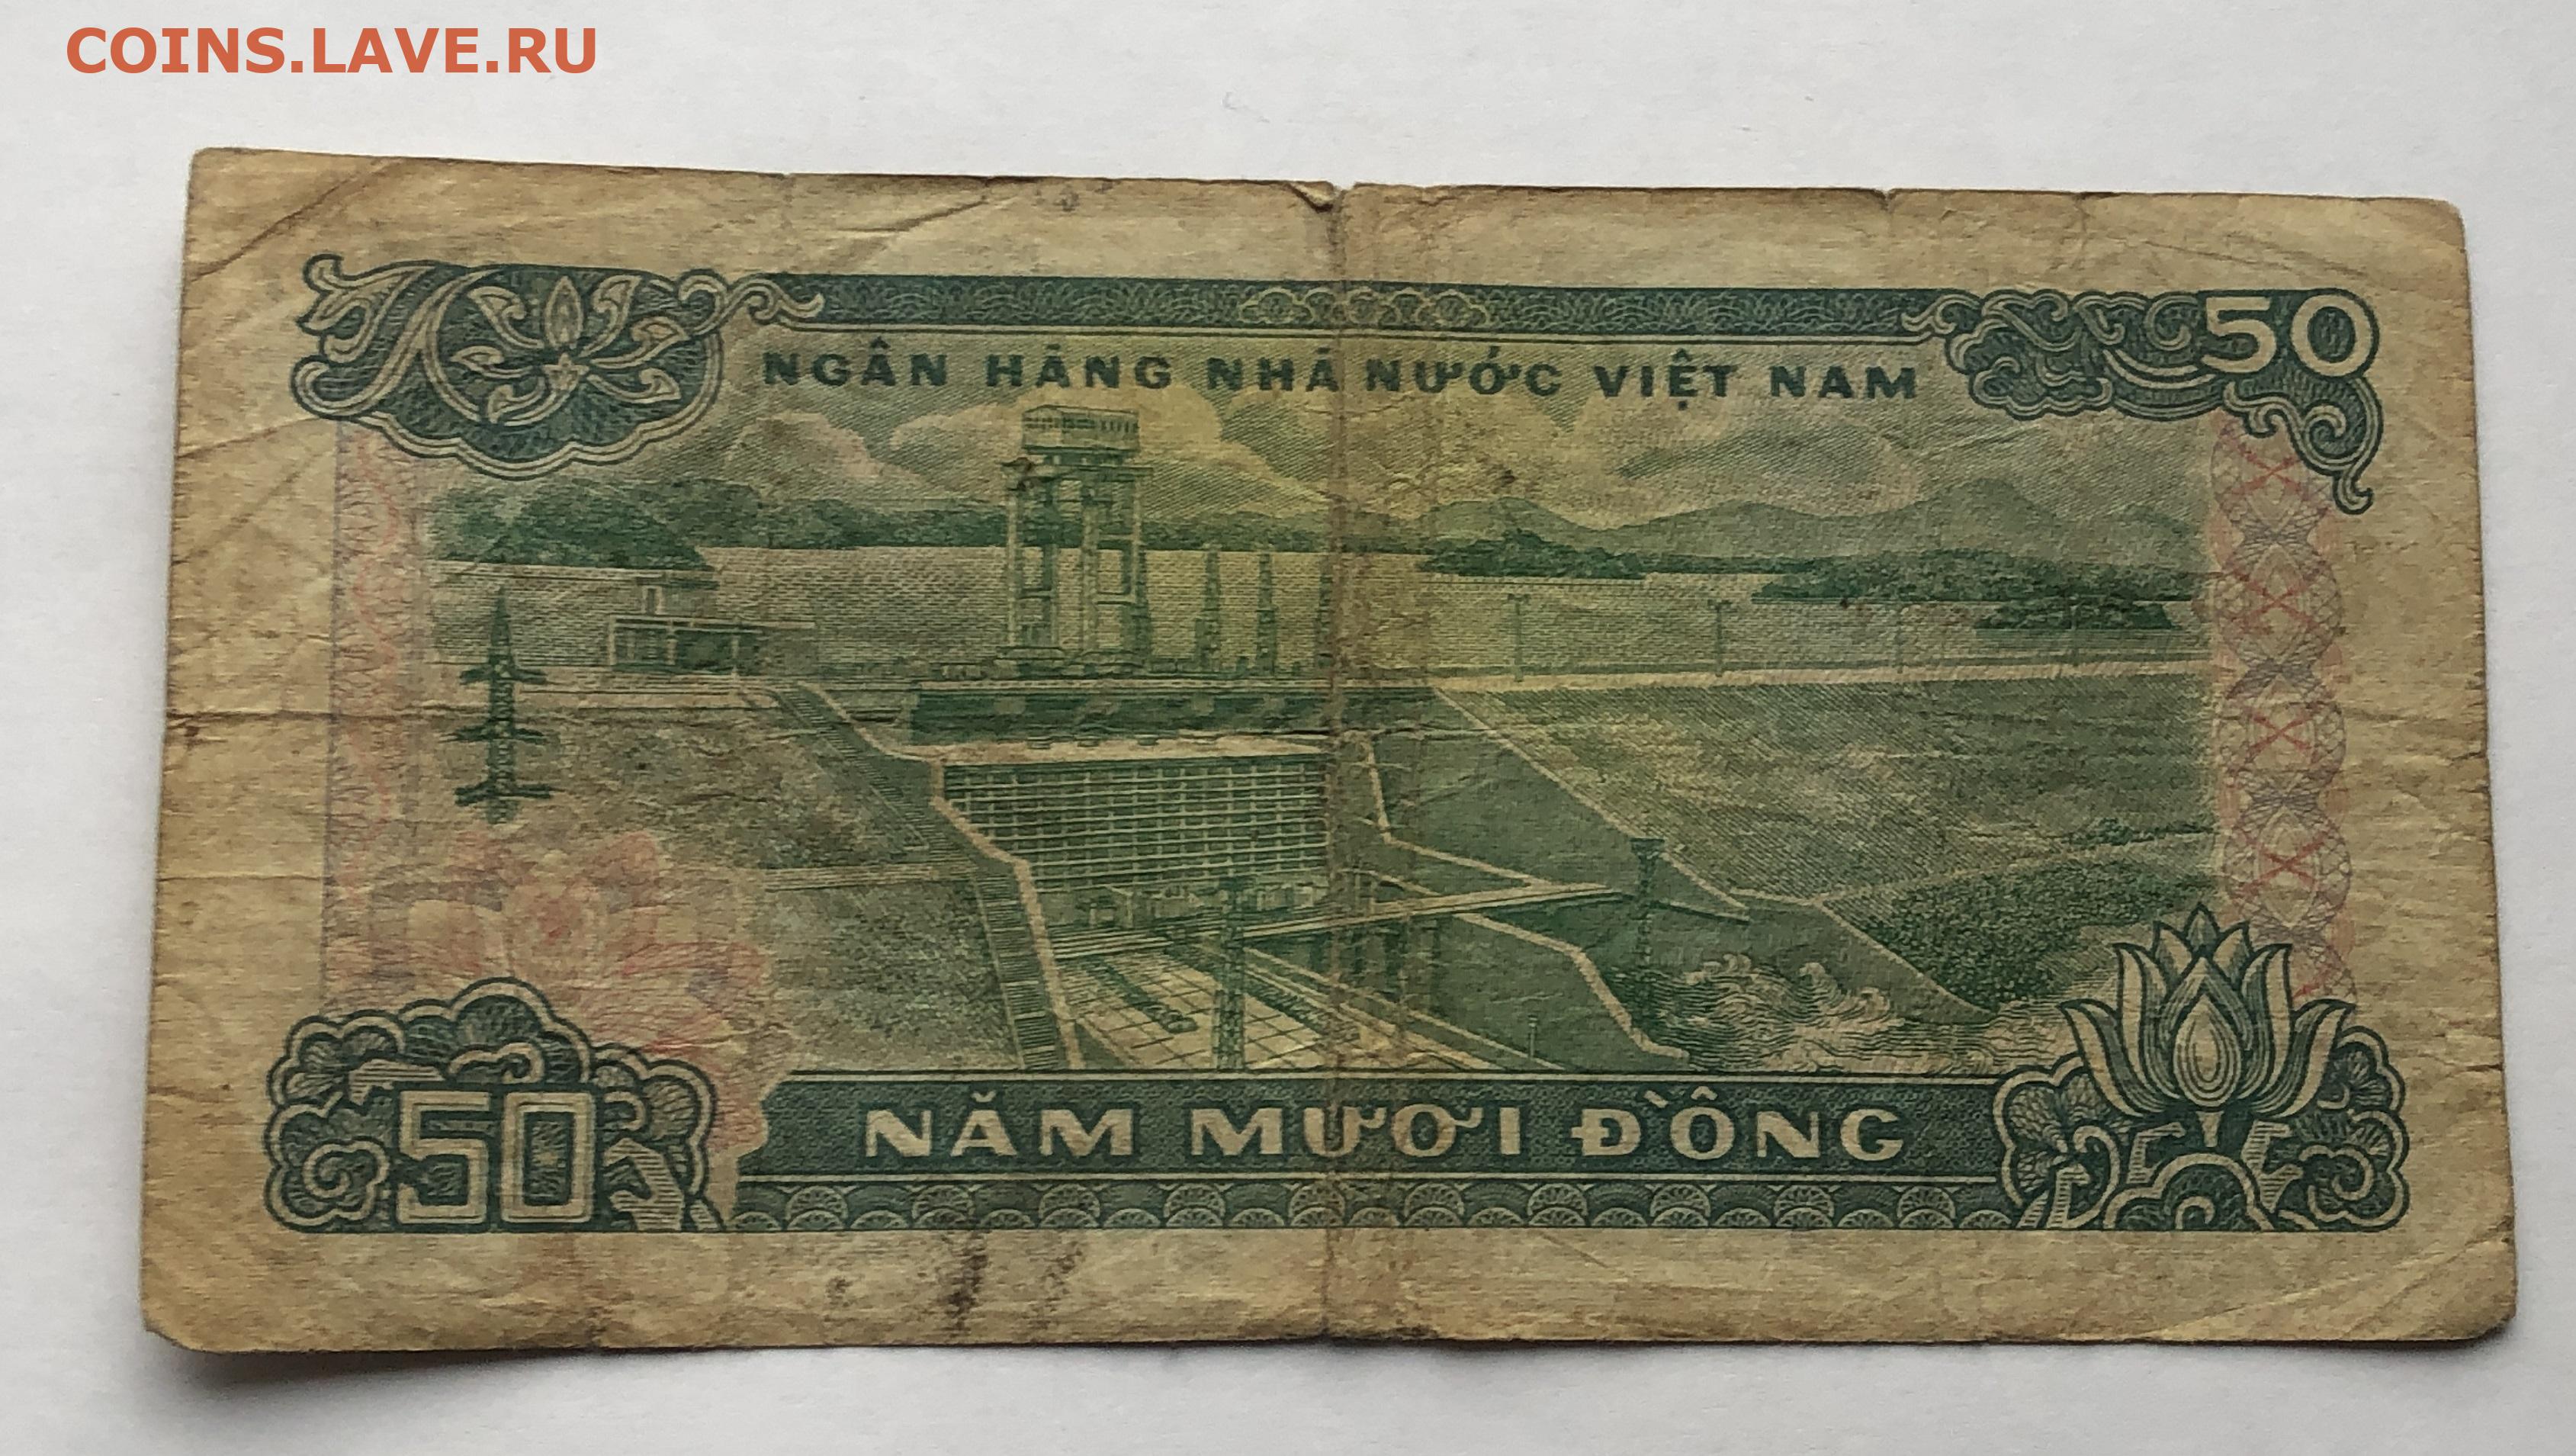 COINS.LAVE.RU
50
NGÂN HÀNG NHÀ NƯỚC VIỆT NAM
50
NĂM MƯƠI ĐỒNG